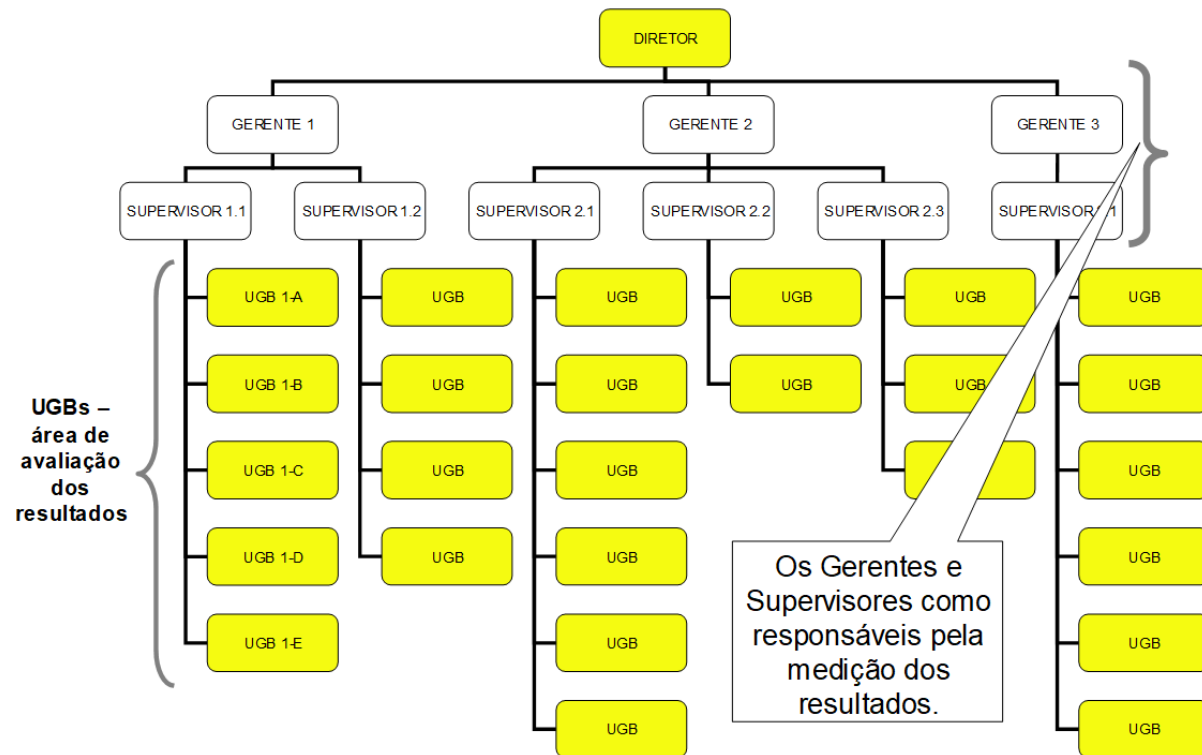 DIRETOR
GERENTE 1
GERENTE 2
GERENTE 3
SUPERVISOR 1.1
SUPERVISOR 1.2
SUPERVISOR 2.1
SUPERVISOR 2.2
SUPERVISOR 2.3
SUPERVISOR
UGB 1-A
UGB
UGB
UGB
UGB
UGB
UGB 1-B
UGB
UGB
UGB
UGB
UGB
UGB 1-C
UGB
UGB
UGB
UGB 1-D
UGB
UGB
UGB
UGB 1-E
UGB
UGB
UGB
UGB
UGBs –
área de
avaliação
dos
resultados
Os Gerentes e
Supervisores como
responsáveis pela
medição dos
resultados.